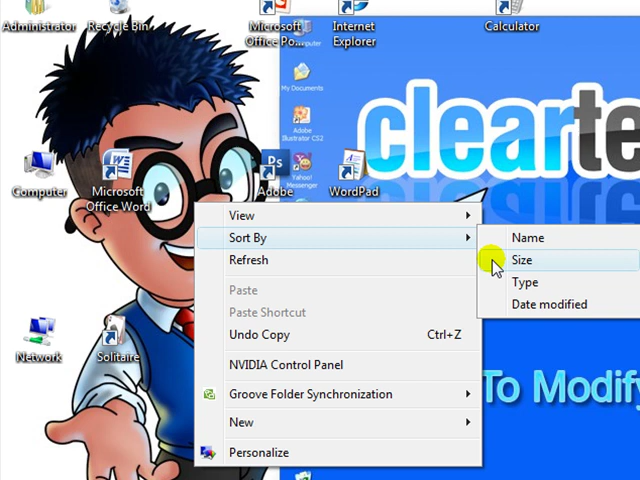 Administrator
Recycle Bin
Microsoft
Office Po...
Internet
Explorer
Calculator
Computer
My Documents
Adobe
Illustrator CS2
Yahoo!
Messenger
clearte
Computer
Microsoft
Office Word
Ps
Adobe
WordPad
View
Sort By
Refresh
Paste
Paste Shortcut
Undo Copy Ctrl+Z
NVIDIA Control Panel
Groove Folder Synchronization
New
Personalize
Name
Size
Type
Date modified
Network
Solitaire
To Modify